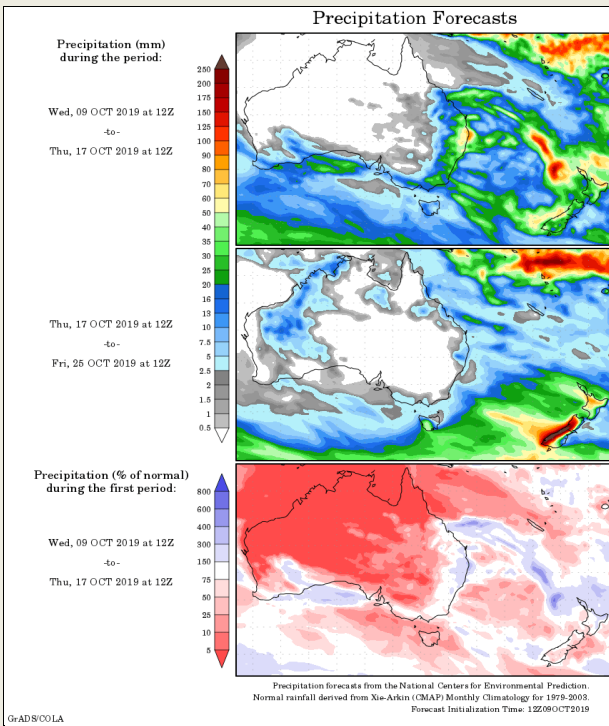 Precipitation Forecasts
Precipitation (mm)
during the period:
Wed, 09 OCT 2019 at 12Z
-to-
Thu, 17 OCT 2019 at 12Z
250
200
175
150
125
100
90
80
70
60
50
40
35
30
25
20
16
13
10
7.5
5
2.5
2
1.5
1
0.5
Thu, 17 OCT 2019 at 12Z
-to-
Fri, 25 OCT 2019 at 12Z
Precipitation (% of normal)
during the first period:
Wed, 09 OCT 2019 at 12Z
-to-
Thu, 17 OCT 2019 at 12Z
800
600
400
300
150
75
50
25
10
5
Precipitation forecasts from the National Centers for Environmental Prediction.
Normal rainfall derived from Xie-Arkin (CMAP) Monthly Climatology for 1979-2003.
Forecast Initialization Time: 12Z09OCT2019
GrADS/COLA